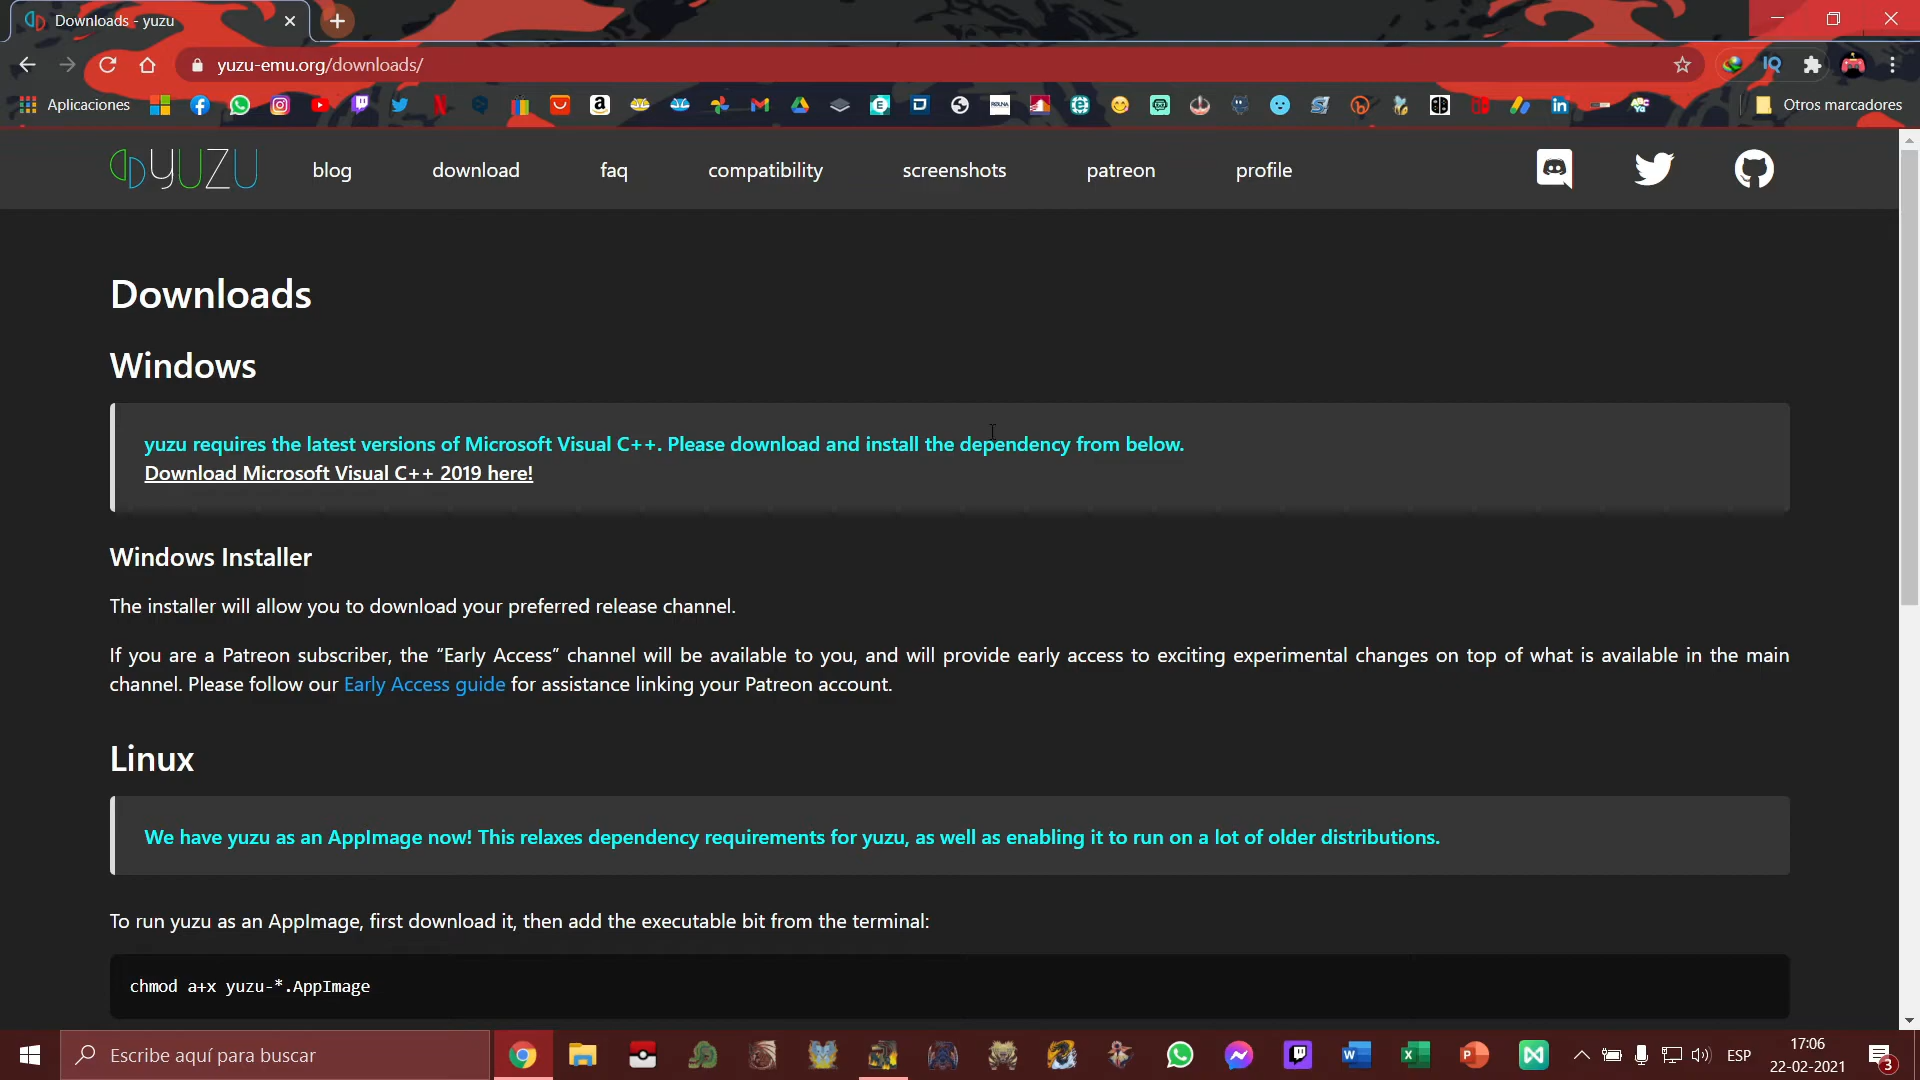 Downloads - yuzu
yuzu-emu.org/downloads/
Aplicaciones
Otros marcadores
YUZU
blog
download
faq
compatibility
screenshots
patreon
profile
Downloads
Windows
yuzu requires the latest versions of Microsoft Visual C++. Please download and install the dependency from below.
Download Microsoft Visual C++ 2019 here!
Windows Installer
The installer will allow you to download your preferred release channel.
If you are a Patreon subscriber, the “Early Access” channel will be available to you, and will provide early access to exciting experimental changes on top of what is available in the main
channel. Please follow our Early Access guide for assistance linking your Patreon account.
Linux
We have yuzu as an AppImage now! This relaxes dependency requirements for yuzu, as well as enabling it to run on a lot of older distributions.
To run yuzu as an AppImage, first download it, then add the executable bit from the terminal:
chmod a+x yuzu-*.AppImage
Escribe aquí para buscar
ESP
17:06
22-02-2021
3